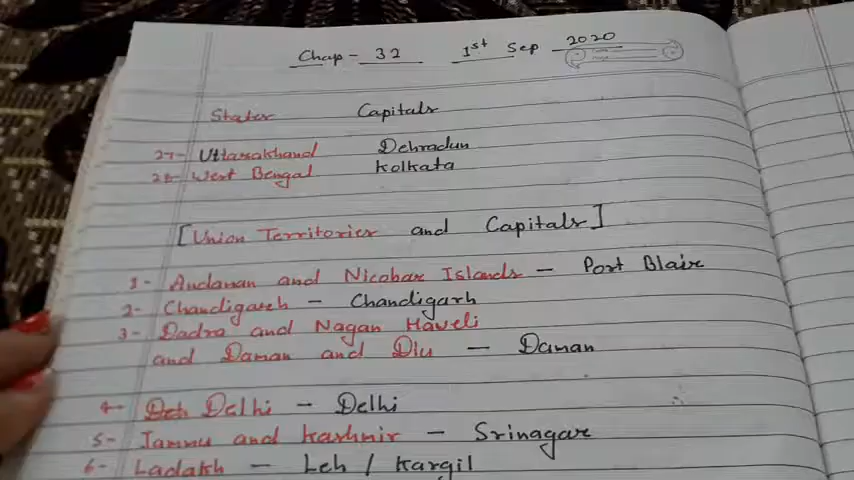 Chap - 32 1st Sep 2020
States Capitals
27- Uttarakhand Dehradun
28- West Bengal Kolkata
[Union Territories and Capitals]
1- Andaman and Nicobar Islands - Port Blair
2- Chandigarh - Chandigarh
3- Dadra and Nagar Haveli
and Daman and Diu - Daman
4- Delhi - Delhi
5- Jammu and Kashmir - Srinagar
6- Ladakh - Leh / Kargil